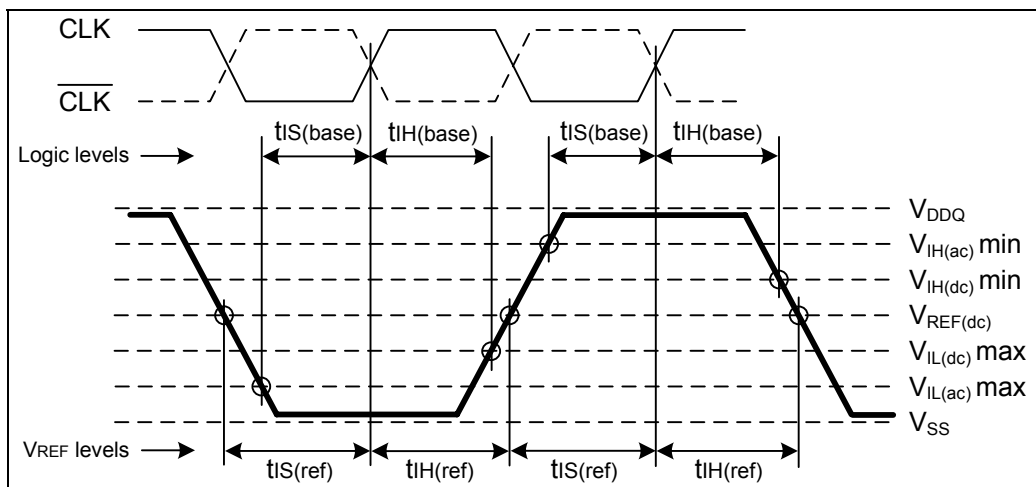 CLK
CLK
tIS(base) tIH(base) tIS(base) tIH(base)
Logic levels
VDDQ
VIH(ac) min
VIH(dc) min
VREF(dc)
VIL(dc) max
VIL(ac) max
VSS
VREF levels
tIS(ref) tIH(ref) tIS(ref) tIH(ref)